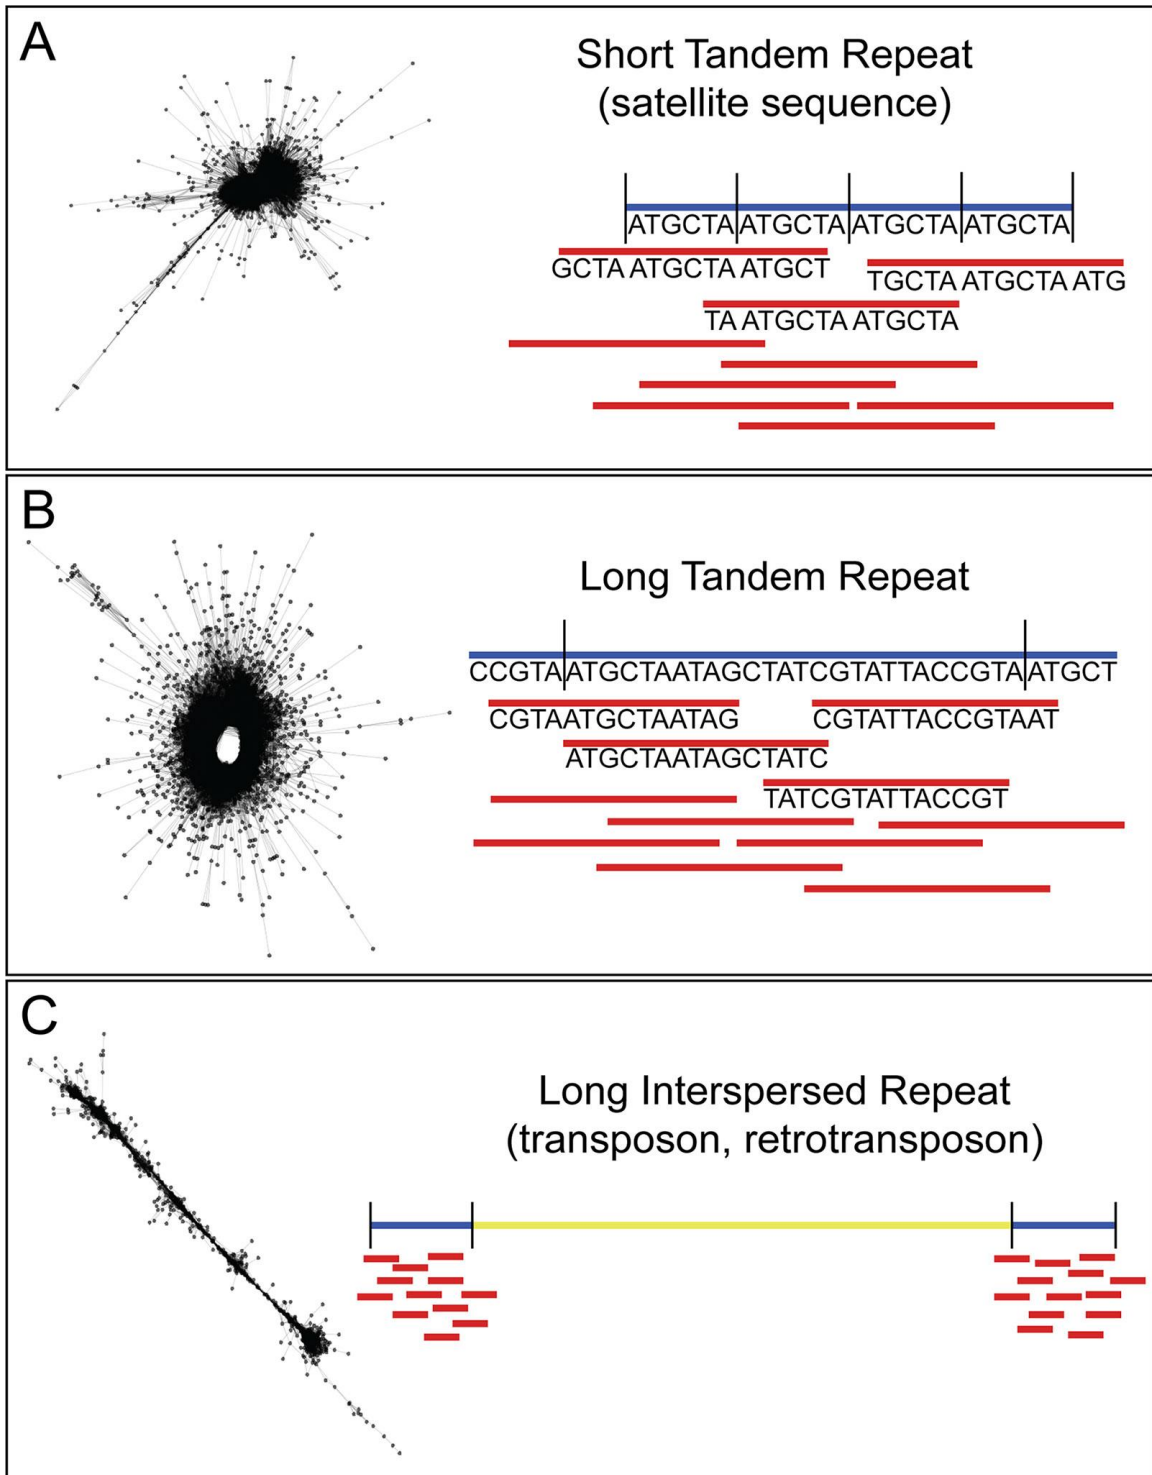 A
Short Tandem Repeat
(satellite sequence)
ATGCTA ATGCTA ATGCTA ATGCTA
GCTA ATGCTA ATGCT
TGCTA ATGCTA ATG
TA ATGCTA ATGCTA
B
Long Tandem Repeat
CCGTA ATGCTAATAGCTATCGTATTACCGTA ATGCT
CGTAATGCTAATAG CGTATTACCGTAAT
ATGCTAATAGCTATC
TATCGTATTACCGT
C
Long Interspersed Repeat
(transposon, retrotransposon)